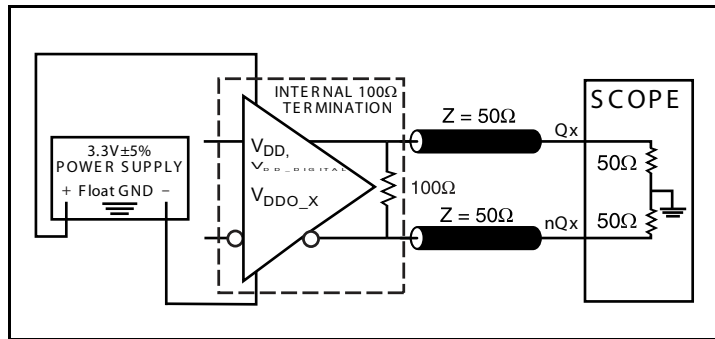 INTERNAL 100Ω
TERMINATION
3.3V±5%
POWER SUPPLY
+ Float GND −
VDD,
VDD_DIGITAL
VDDO_X
100Ω
Z = 50Ω
Z = 50Ω
Qx
nQx
SCOPE
50Ω
50Ω